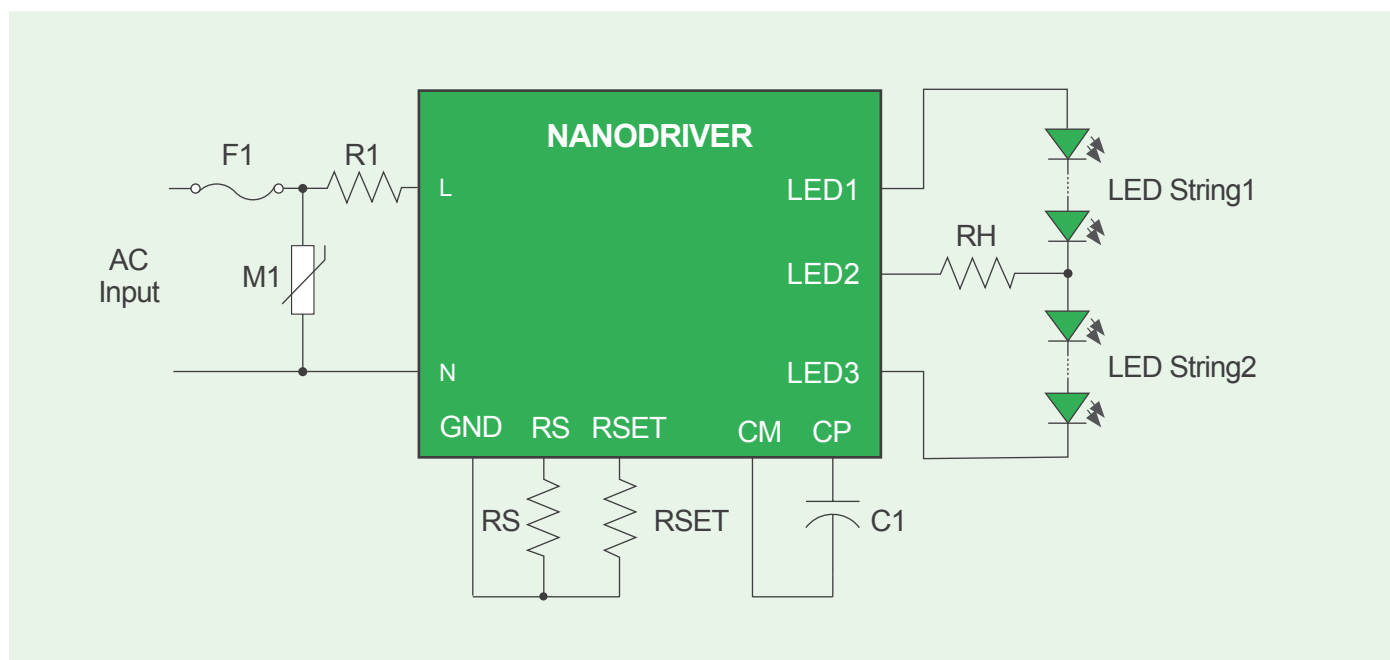 NANODRIVER
F1
R1
L
LED1
LED String1
RH
AC
Input
M1
LED2
N
LED3
LED String2
GND
RS
RSET
CM
CP
RS
RSET
C1